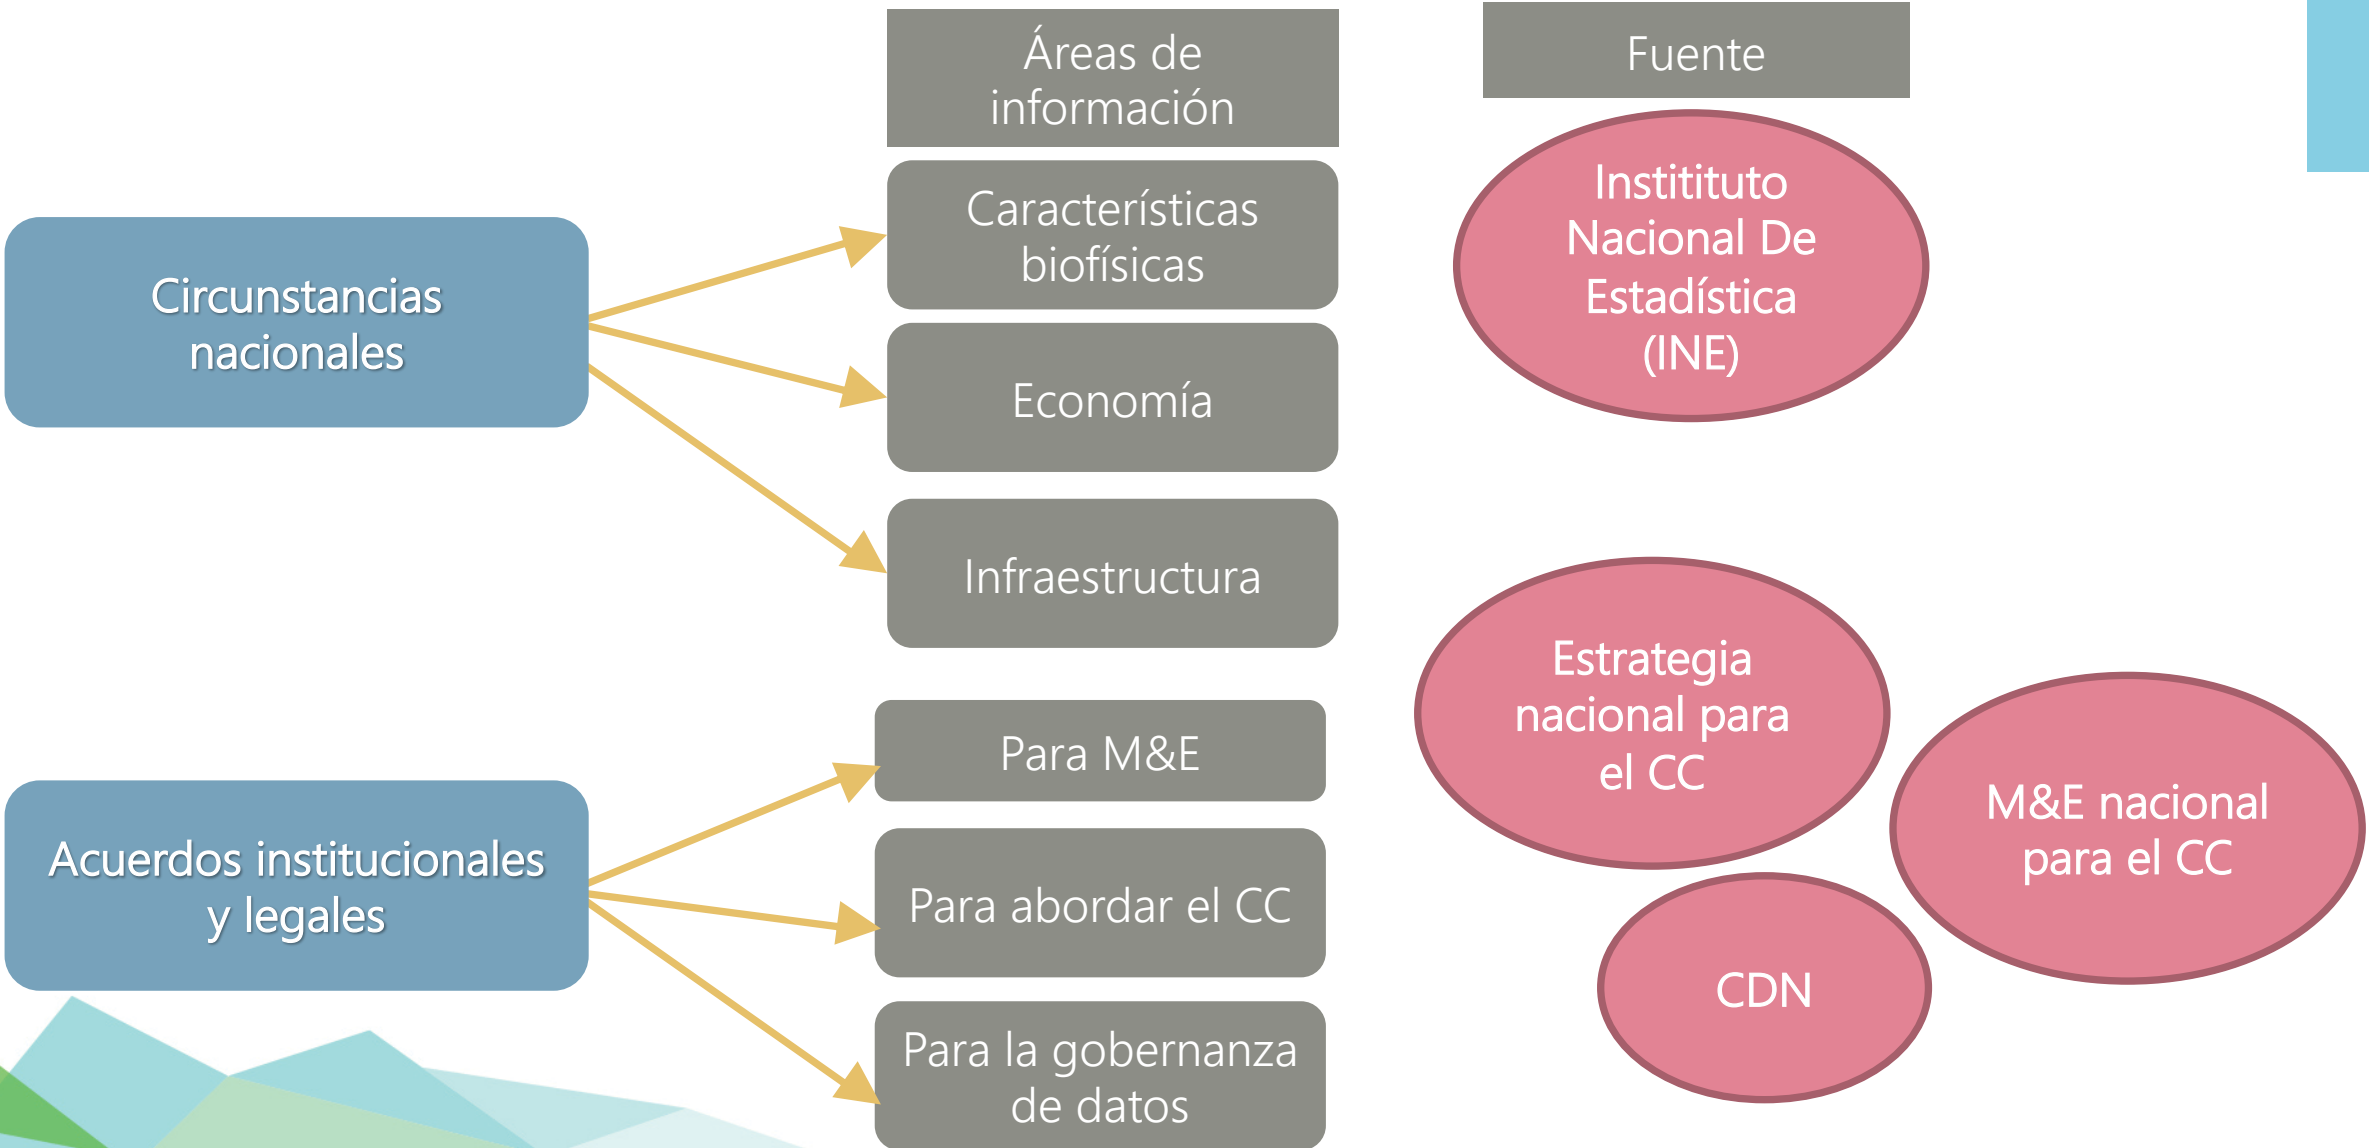 Áreas de
información
Fuente
Circunstancias
nacionales
Características
biofísicas
Economía
Infraestructura
Institituto
Nacional De
Estadística
(INE)
Acuerdos institucionales
y legales
Para M&E
Para abordar el CC
Para la gobernanza
de datos
Estrategia
nacional para
el CC
M&E nacional
para el CC
CDN